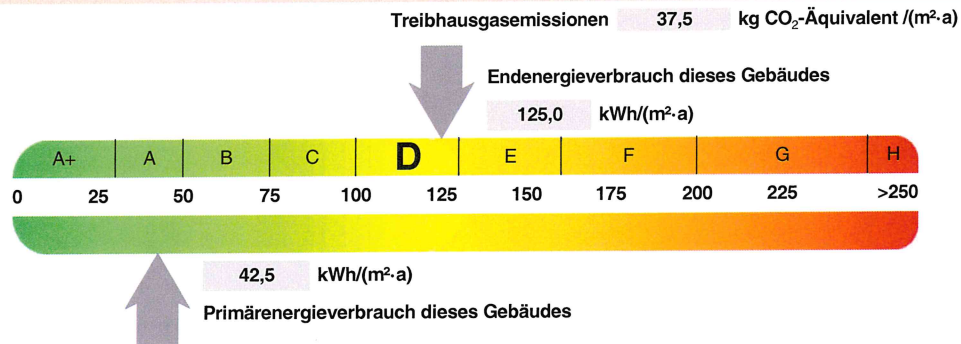 Treibhausgasemissionen 37,5 kg CO₂-Äquivalent /(m²·a)
Endenergieverbrauch dieses Gebäudes
125,0 kWh/(m²·a)
A+ A B C D E F G H
0 25 50 75 100 125 150 175 200 225 >250
42,5 kWh/(m²·a)
Primärenergieverbrauch dieses Gebäudes